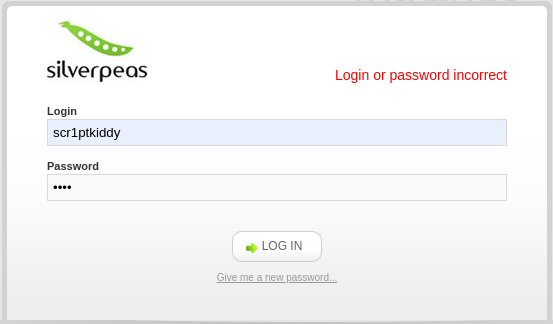 silverpeas
Login or password incorrect
Login
scr1ptkiddy
Password
••••
LOG IN
Give me a new password...